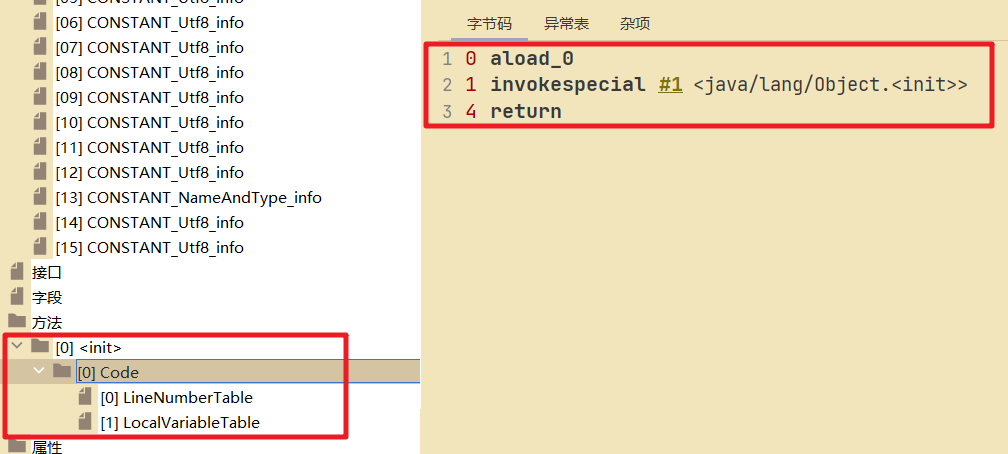 [05] CONSTANT_Utf8_info
[06] CONSTANT_Utf8_info
[07] CONSTANT_Utf8_info
[08] CONSTANT_Utf8_info
[09] CONSTANT_Utf8_info
[10] CONSTANT_Utf8_info
[11] CONSTANT_Utf8_info
[12] CONSTANT_Utf8_info
[13] CONSTANT_NameAndType_info
[14] CONSTANT_Utf8_info
[15] CONSTANT_Utf8_info
接口
字段
方法
[0] <init>
[0] Code
[0] LineNumberTable
[1] LocalVariableTable
属性
字节码 异常表 杂项
1 0 aload_0
2 1 invokespecial #1 <java/lang/Object.<init>>
3 4 return